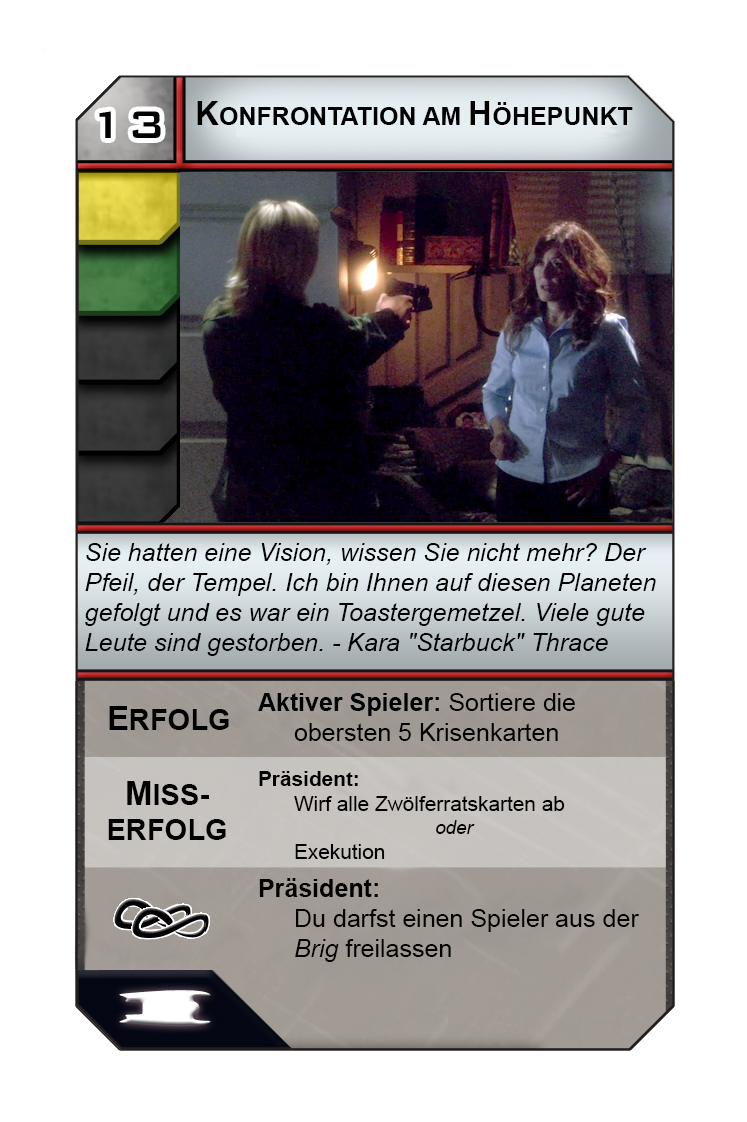 13
KONFRONTATION AM HÖHEPUNKT
Sie hatten eine Vision, wissen Sie nicht mehr? Der
Pfeil, der Tempel. Ich bin Ihnen auf diesen Planeten
gefolgt und es war ein Toastergemetzel. Viele gute
Leute sind gestorben. - Kara "Starbuck" Thrace
ERFOLG
Aktiver Spieler: Sortiere die
obersten 5 Krisenkarten
MISS-
ERFOLG
Präsident:
Wirf alle Zwölferratskarten ab
oder
Exekution
Präsident:
Du darfst einen Spieler aus der
Brig freilassen